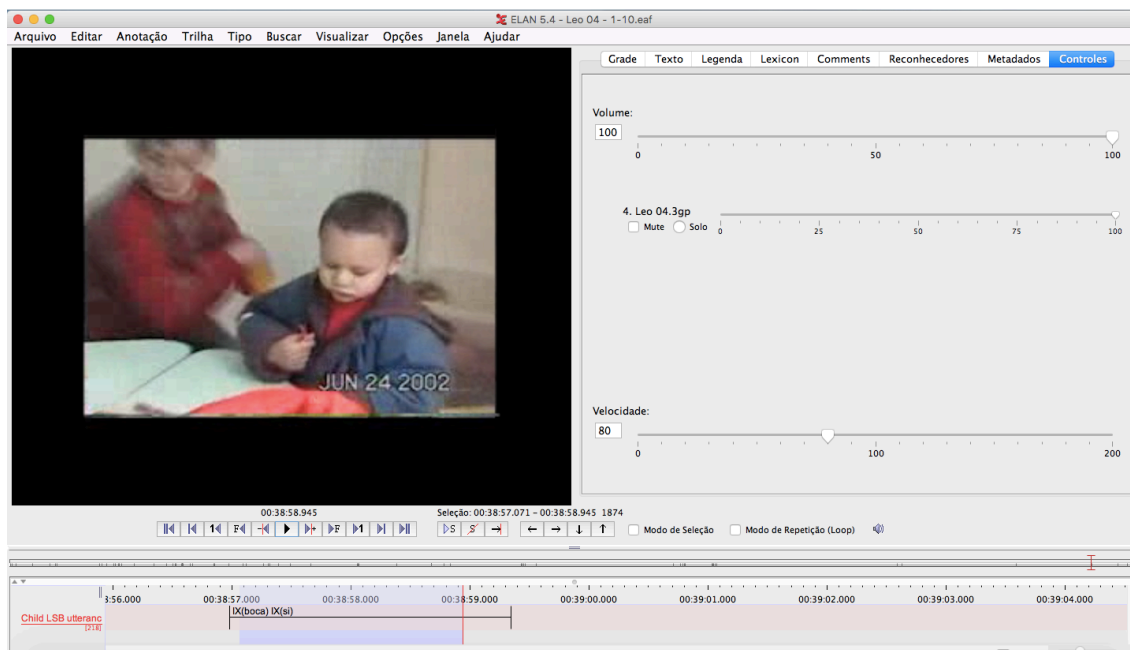 ELAN 5.4 - Leo 04 - 1-10.eaf
Arquivo Editar Anotação Trilha Tipo Buscar Visualizar Opções Janela Ajudar
Grade Texto Legenda Lexicon Comments Reconhecedores Metadados Controles
Volume:
100
0 50 100
4. Leo 04.3gp
Mute Solo 0 25 50 75 100
JUN 24 2002
Velocidade:
80
0 100 200
00:38:58.945 Seleção: 00:38:57.071 - 00:38:58.945 1874
1 F + F 1 S S Modo de Seleção Modo de Repetição (Loop)
3:56.000 00:38:57.000 00:38:58.000 00:38:59.000 00:39:00.000 00:39:01.000 00:39:02.000 00:39:03.000 00:39:04.000
IX(boca) IX(si)
Child LSB utteranc
[218]